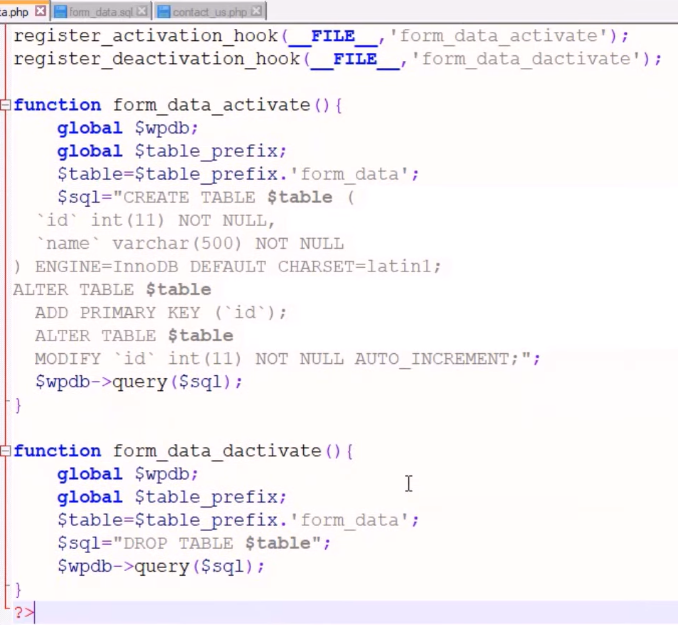 ta.php form_data.sql contact_us.php
register_activation_hook(__FILE__,'form_data_activate');
register_deactivation_hook(__FILE__,'form_data_dactivate');
function form_data_activate(){
global $wpdb;
global $table_prefix;
$table=$table_prefix.'form_data';
$sql="CREATE TABLE $table (
`id` int(11) NOT NULL,
`name` varchar(500) NOT NULL
) ENGINE=InnoDB DEFAULT CHARSET=latin1;
ALTER TABLE $table
ADD PRIMARY KEY (`id`);
ALTER TABLE $table
MODIFY `id` int(11) NOT NULL AUTO_INCREMENT;";
$wpdb->query($sql);
}
function form_data_dactivate(){
global $wpdb;
global $table_prefix;
$table=$table_prefix.'form_data';
$sql="DROP TABLE $table";
$wpdb->query($sql);
}
?>